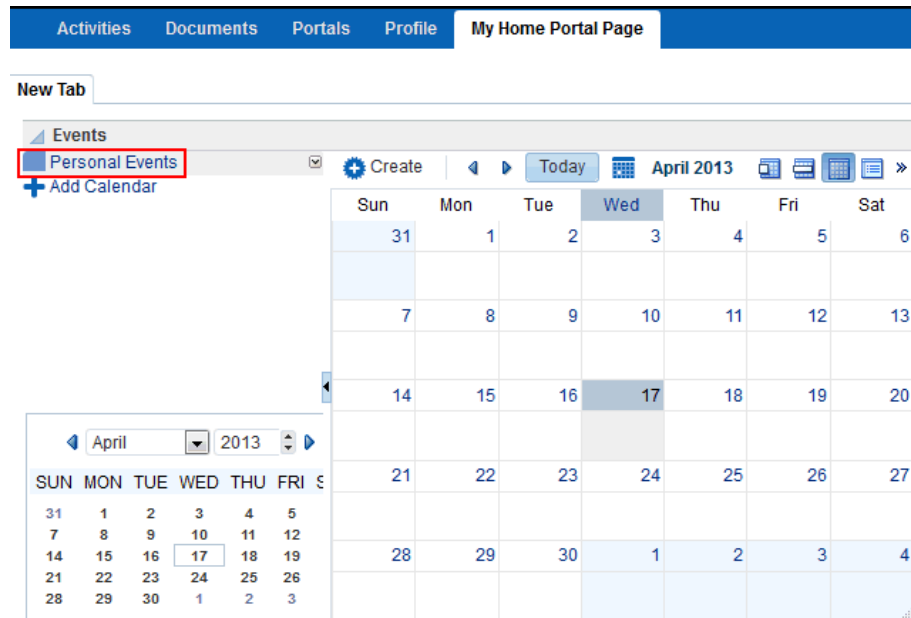 Activities Documents Portals Profile My Home Portal Page
New Tab
Events
Personal Events
Add Calendar
Create Today April 2013 »
Sun Mon Tue Wed Thu Fri Sat
31 1 2 3 4 5 6
7 8 9 10 11 12 13
14 15 16 17 18 19 20
21 22 23 24 25 26 27
28 29 30 1 2 3 4
April 2013
SUN MON TUE WED THU FRI
31 1 2 3 4 5
7 8 9 10 11 12
14 15 16 17 18 19
21 22 23 24 25 26
28 29 30 1 2 3